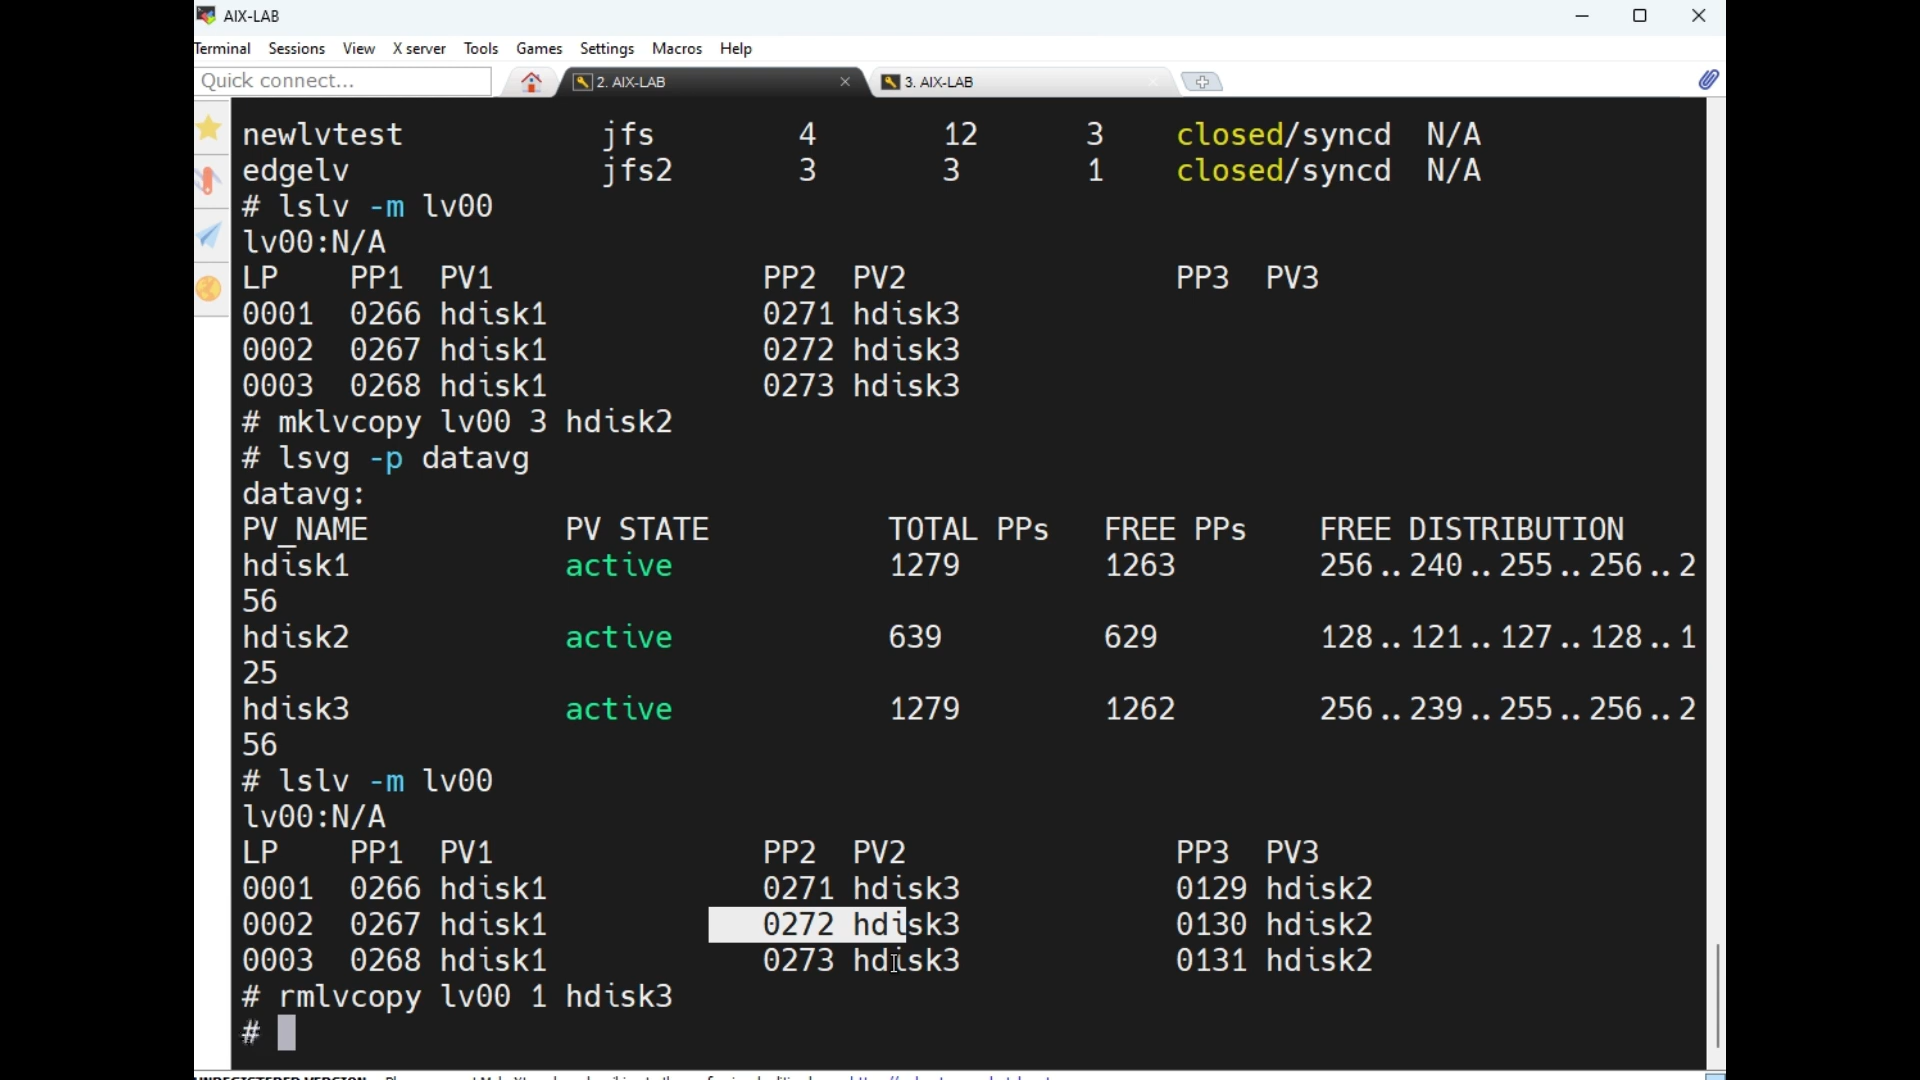 AIX-LAB
Terminal Sessions View X server Tools Games Settings Macros Help
Quick connect... 2. AIX-LAB 3. AIX-LAB
newlvtest jfs 4 12 3 closed/syncd N/A
edgelv jfs2 3 3 1 closed/syncd N/A
# lslv -m lv00
lv00:N/A
LP PP1 PV1 PP2 PV2 PP3 PV3
0001 0266 hdisk1 0271 hdisk3
0002 0267 hdisk1 0272 hdisk3
0003 0268 hdisk1 0273 hdisk3
# mklvcopy lv00 3 hdisk2
# lsvg -p datavg
datavg:
PV_NAME PV STATE TOTAL PPs FREE PPs FREE DISTRIBUTION
hdisk1 active 1279 1263 256..240..255..256..2
56
hdisk2 active 639 629 128..121..127..128..1
25
hdisk3 active 1279 1262 256..239..255..256..2
56
# lslv -m lv00
lv00:N/A
LP PP1 PV1 PP2 PV2 PP3 PV3
0001 0266 hdisk1 0271 hdisk3 0129 hdisk2
0002 0267 hdisk1 0272 hdisk3 0130 hdisk2
0003 0268 hdisk1 0273 hdisk3 0131 hdisk2
# rmlvcopy lv00 1 hdisk3
#
UNREGISTERED VERSION